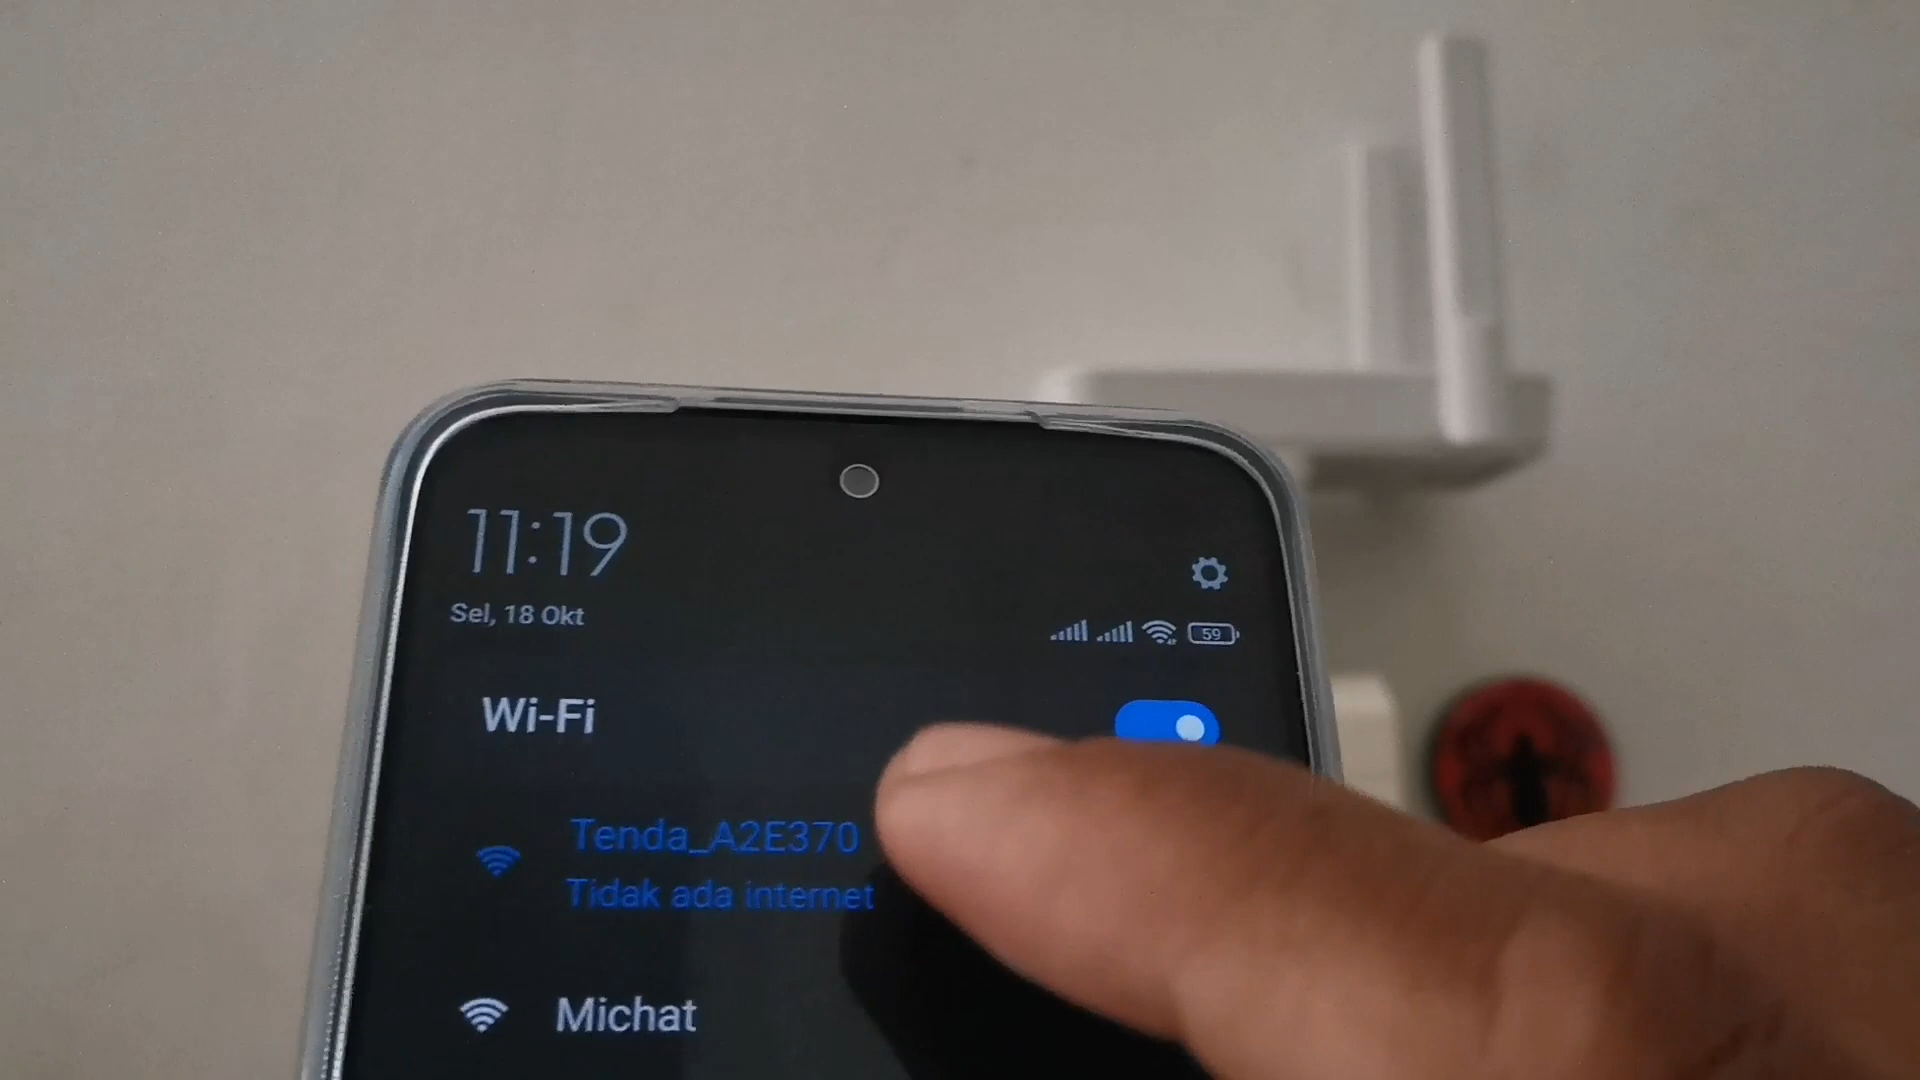 11:19
Sel, 18 Okt
59
Wi-Fi
Tenda_A2E370
Tidak ada internet
Michat